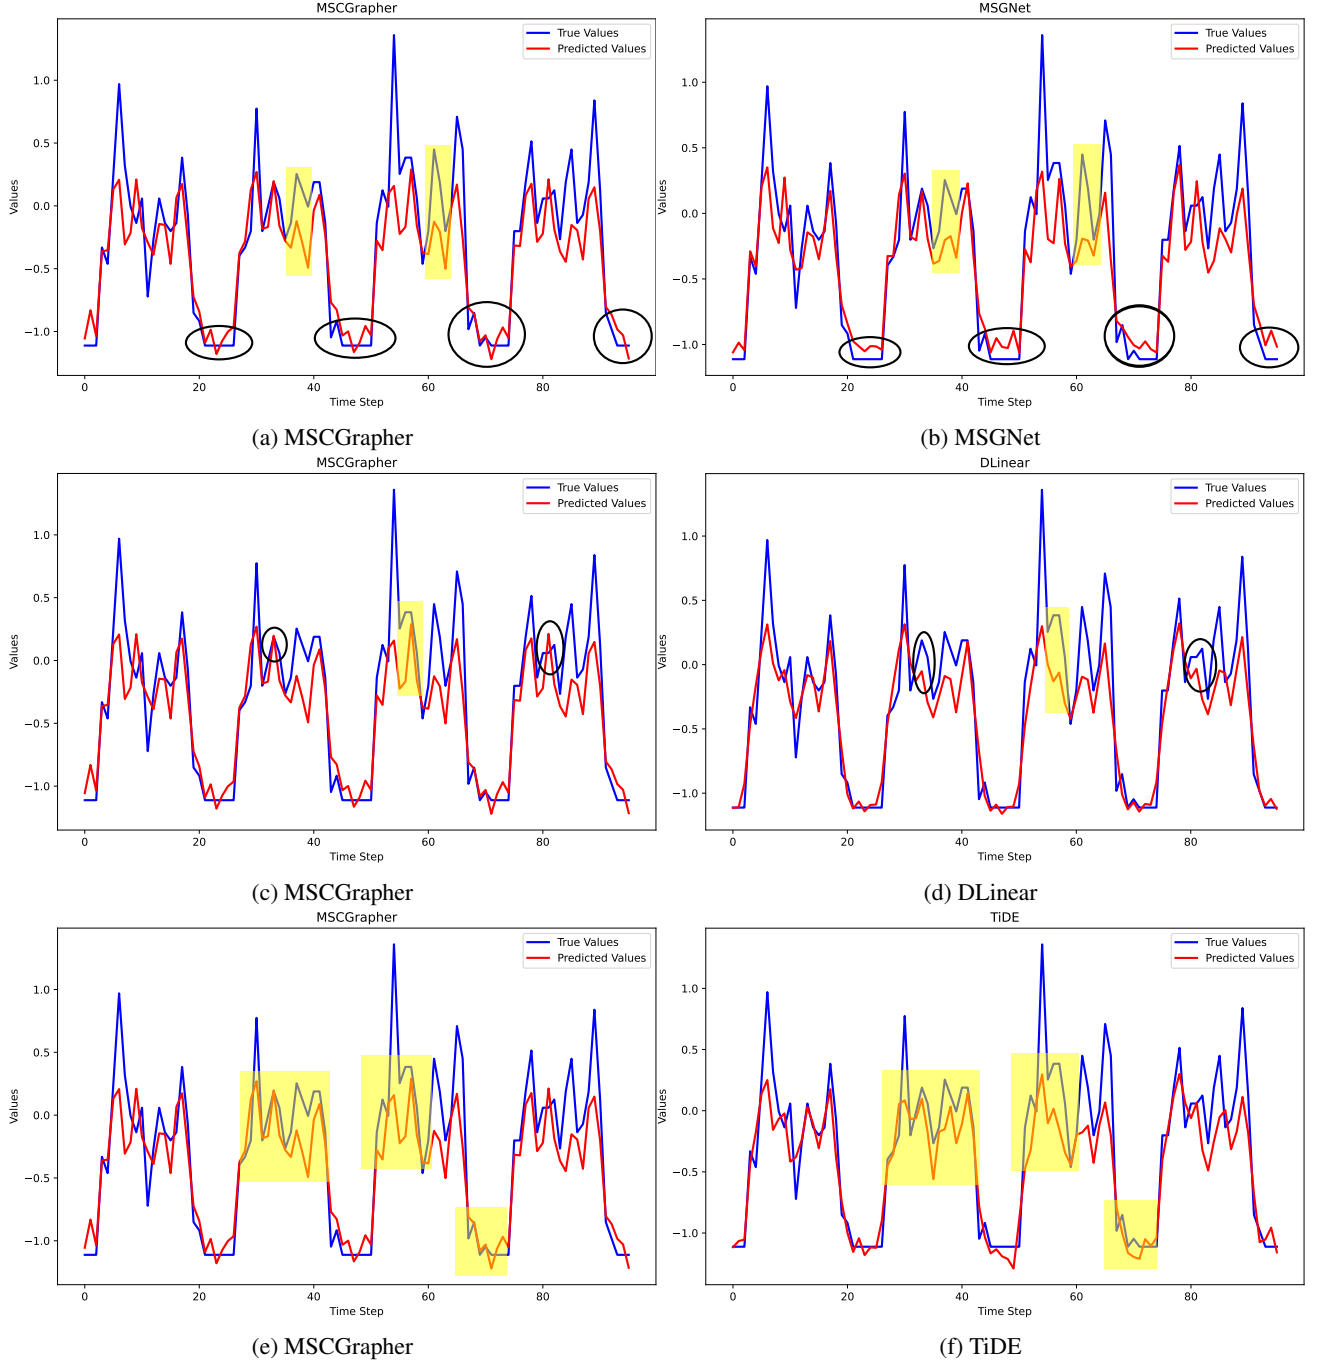 MSCGrapher
True Values
Predicted Values
1.0
0.5
0.0
−0.5
−1.0
Values
0
20
40
60
80
Time Step
(a) MSCGrapher
MSGNet
True Values
Predicted Values
1.0
0.5
0.0
−0.5
−1.0
Values
0
20
40
60
80
Time Step
(b) MSGNet
MSCGrapher
True Values
Predicted Values
1.0
0.5
0.0
−0.5
−1.0
Values
0
20
40
60
80
Time Step
(c) MSCGrapher
DLinear
True Values
Predicted Values
1.0
0.5
0.0
−0.5
−1.0
Values
0
20
40
60
80
Time Step
(d) DLinear
MSCGrapher
True Values
Predicted Values
1.0
0.5
0.0
−0.5
−1.0
Values
0
20
40
60
80
Time Step
(e) MSCGrapher
TiDE
True Values
Predicted Values
1.0
0.5
0.0
−0.5
−1.0
Values
0
20
40
60
80
Time Step
(f) TiDE